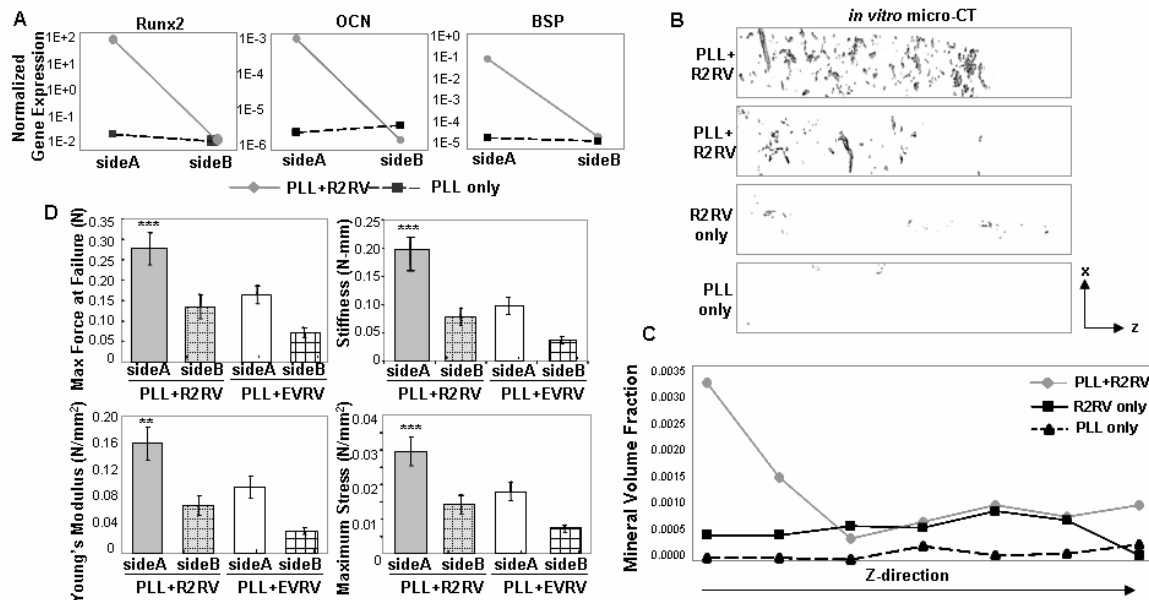 A
Runx2
OCN
BSP
Normalized
Gene Expression
1E+2
1E+1
1E+0
1E-1
1E-2
sideA
sideB
1E-3
1E-4
1E-5
1E-6
sideA
sideB
1E+0
1E-1
1E-2
1E-3
1E-4
1E-5
sideA
sideB
PLL+R2RV
PLL only
B
in vitro micro-CT
PLL+
R2RV
PLL+
R2RV
R2RV
only
PLL
only
x
z
C
Mineral Volume Fraction
0.0035
0.0030
0.0025
0.0020
0.0015
0.0010
0.0005
0.0000
PLL+R2RV
R2RV only
PLL only
Z-direction
D
Max Force at Failure (N)
0.35
0.30
0.25
0.20
0.15
0.10
0.05
0
***
sideA
sideB
sideA
sideB
PLL+R2RV
PLL+EVRV
Stiffness (N-mm)
0.25
0.20
0.15
0.10
0.05
0
***
sideA
sideB
sideA
sideB
PLL+R2RV
PLL+EVRV
Young's Modulus (N/mm²)
0.16
0.12
0.08
0.04
0
**
sideA
sideB
sideA
sideB
PLL+R2RV
PLL+EVRV
Maximum Stress (N/mm²)
0.04
0.03
0.02
0.01
0
***
sideA
sideB
sideA
sideB
PLL+R2RV
PLL+EVRV